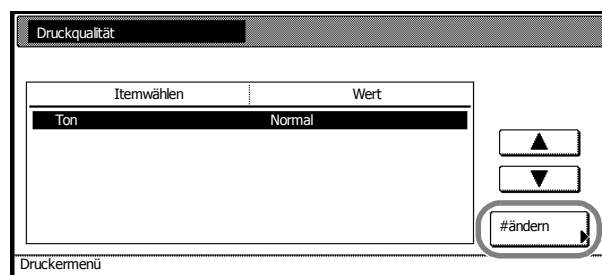 Druckqualität
Itemwählen Wert
Ton Normal
#ändern
Druckermenü